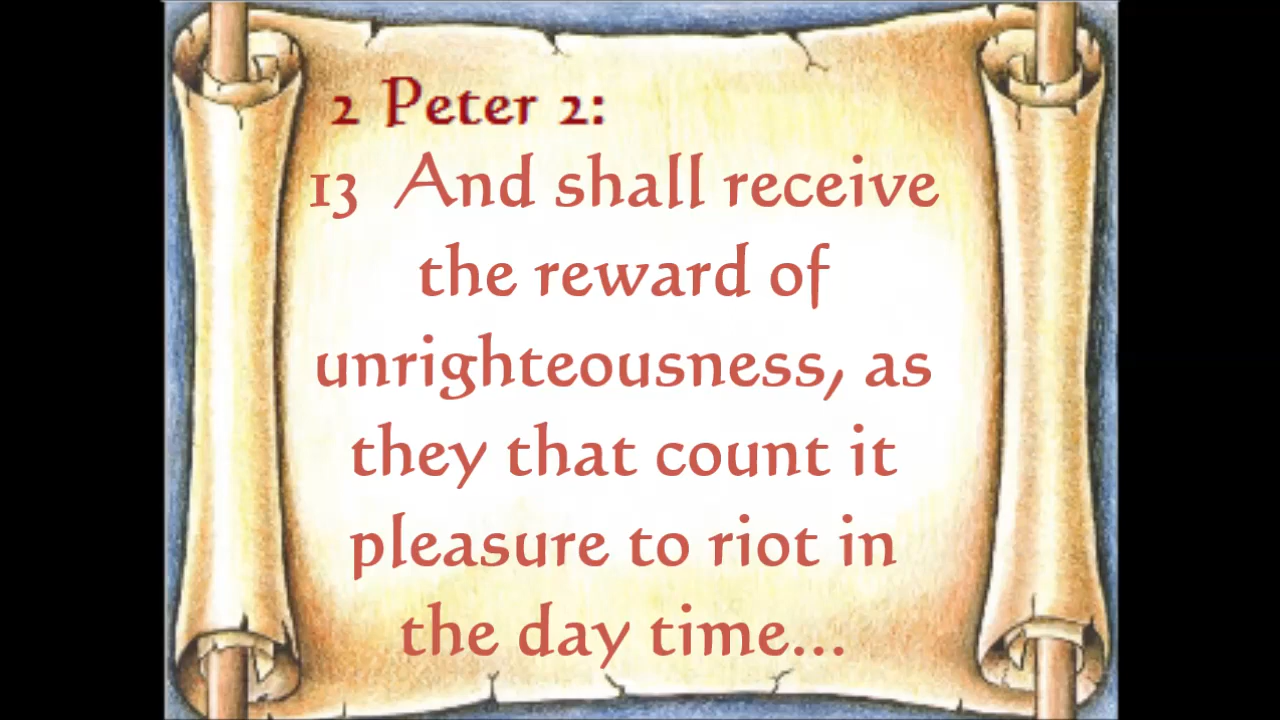 2 Peter 2:
13 And shall receive
the reward of
unrighteousness, as
they that count it
pleasure to riot in
the day time...